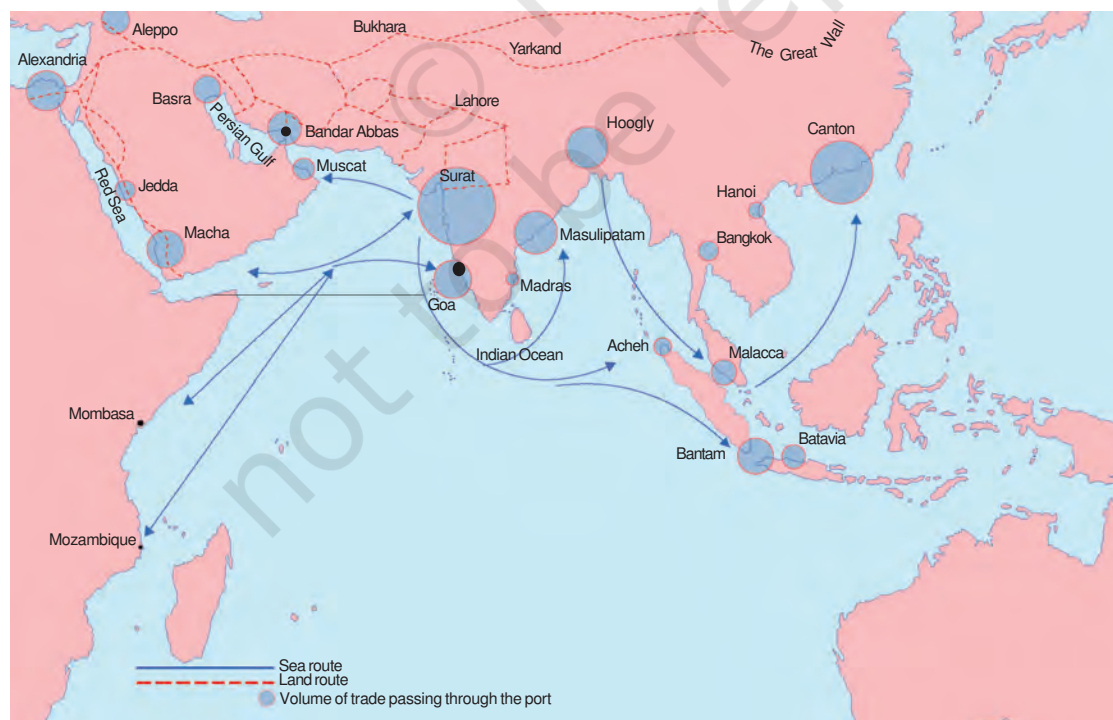 Aleppo
Bukhara
Yarkand
The Great Wall
Alexandria
Basra
Lahore
Persian Gulf
Bandar Abbas
Hoogly
Canton
Muscat
Surat
Jedda
Red Sea
Hanoi
Macha
Masulipatam
Bangkok
Madras
Goa
Indian Ocean
Acheh
Malacca
Mombasa
Bantam
Batavia
Mozambique
Sea route
Land route
Volume of trade passing through the port
©
not to be re